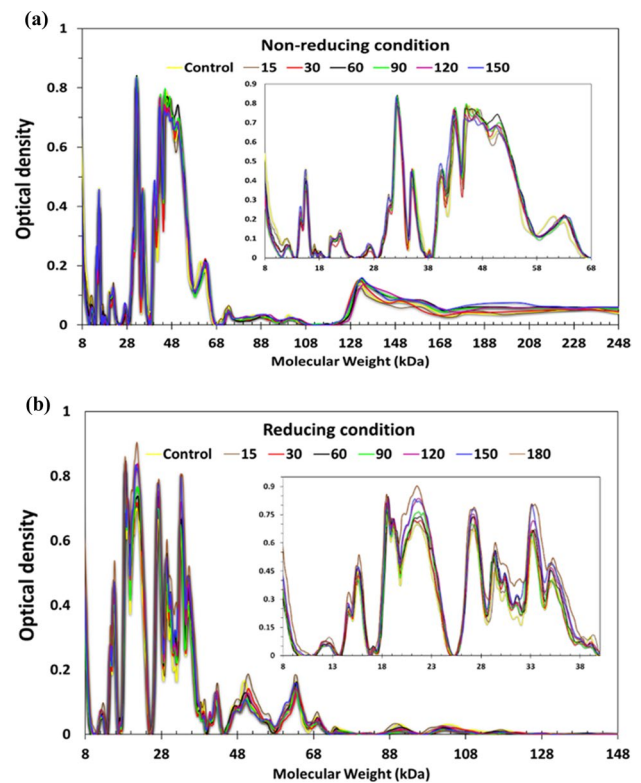 (a)
Non-reducing condition
Control 15 30 60 90 120 150
Optical density
1
0.8
0.6
0.4
0.2
0
0.9
0.8
0.7
0.6
0.5
0.4
0.3
0.2
0.1
0
8 18 28 38 48 58 68
8 28 48 68 88 108 128 148 168 188 208 228 248
Molecular Weight (kDa)
(b)
Reducing condition
Control 15 30 60 90 120 150 180
Optical density
1
0.8
0.6
0.4
0.2
0
0.9
0.75
0.6
0.45
0.3
0.15
0
8 13 18 23 28 33 38
8 28 48 68 88 108 128 148
Molecular Weight (kDa)